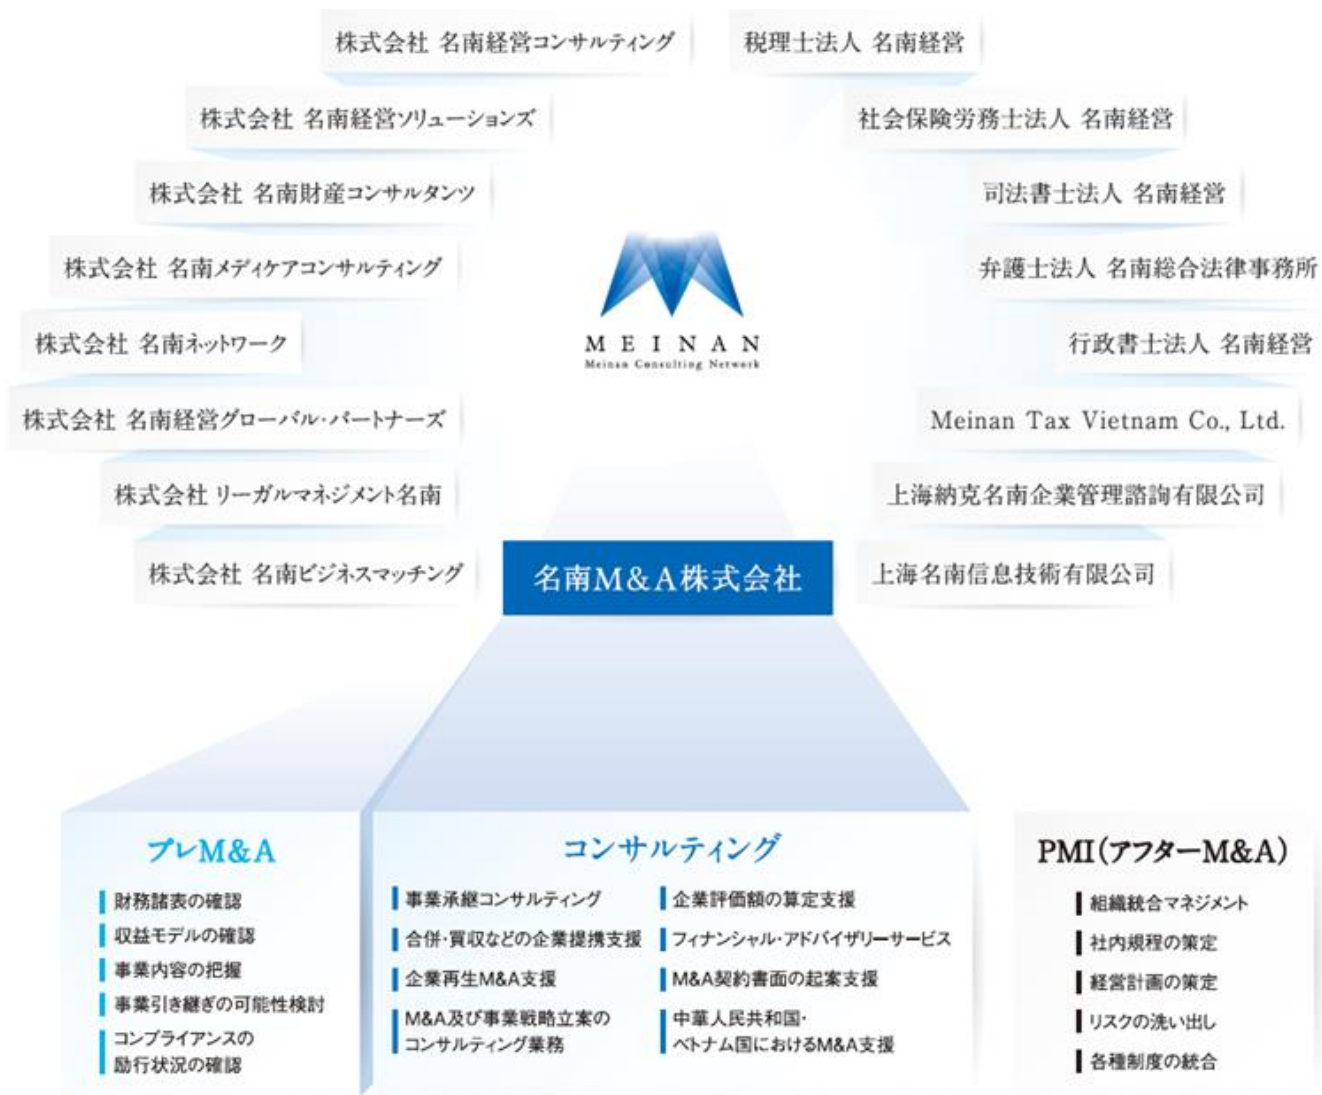 株式会社 名南経営コンサルティング
税理士法人 名南経営
株式会社 名南経営ソリューションズ
社会保険労務士法人 名南経営
株式会社 名南財産コンサルタンツ
司法書士法人 名南経営
株式会社 名南メディケアコンサルティング
弁護士法人 名南総合法律事務所
株式会社 名南ネットワーク
行政書士法人 名南経営
MEINAN
Meinan Consulting Network
株式会社 名南経営グローバル・パートナーズ
Meinan Tax Vietnam Co., Ltd.
株式会社 リーガルマネジメント名南
上海納克名南企業管理諮詢有限公司
株式会社 名南ビジネスマッチング
名南M&A株式会社
上海名南信息技術有限公司
プレM&A
財務諸表の確認
収益モデルの確認
事業内容の把握
事業引き継ぎの可能性検討
コンプライアンスの
励行状況の確認
コンサルティング
事業承継コンサルティング
合併・買収などの企業提携支援
企業再生M&A支援
M&A及び事業戦略立案の
コンサルティング業務
企業評価額の算定支援
フィナンシャル・アドバイザリーサービス
M&A契約書面の起案支援
中華人民共和国・
ベトナム国におけるM&A支援
PMI(アフターM&A)
組織統合マネジメント
社内規程の策定
経営計画の策定
リスクの洗い出し
各種制度の統合